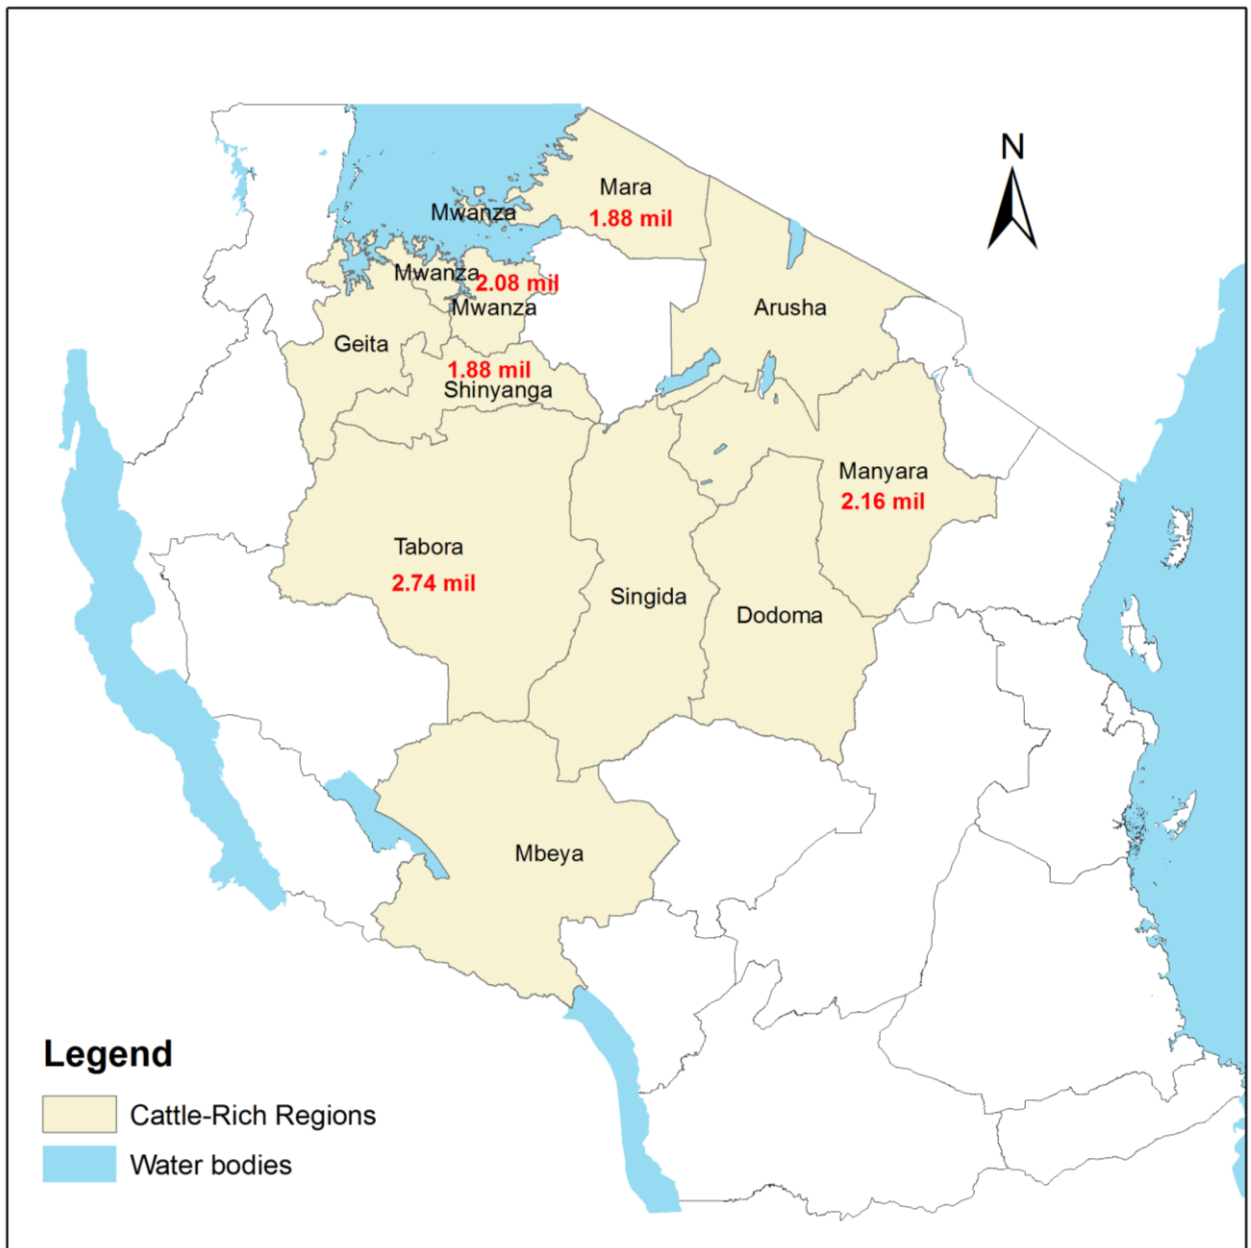 N
Mara
1.88 mil
Mwanza
Mwanza
2.08 mil
Mwanza
Arusha
Geita
1.88 mil
Shinyanga
Manyara
2.16 mil
Tabora
2.74 mil
Singida
Dodoma
Mbeya
Legend
Cattle-Rich Regions
Water bodies